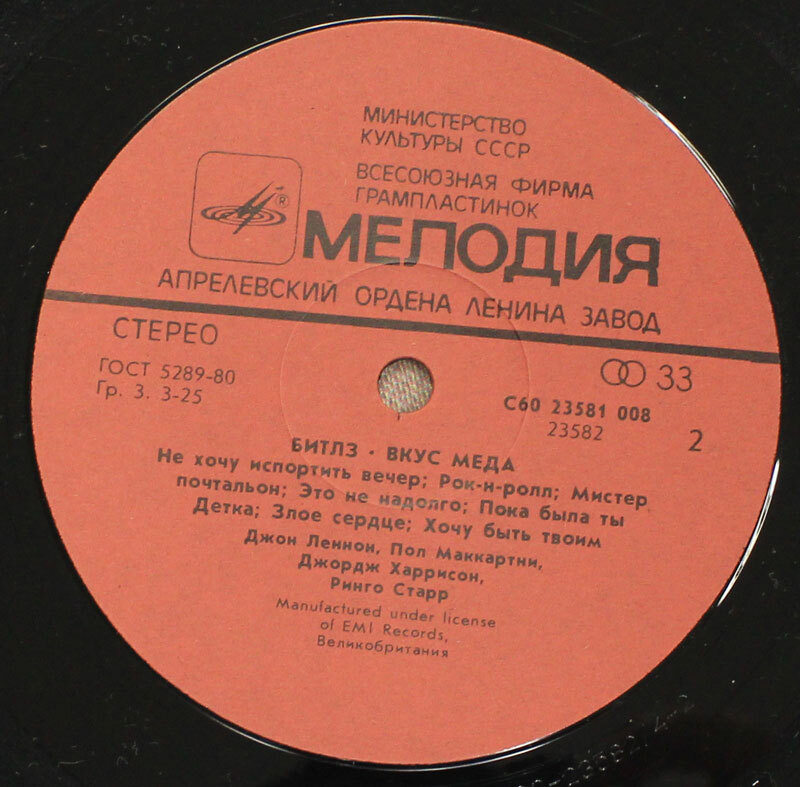 МИНИСТЕРСТВО
КУЛЬТУРЫ СССР
ВСЕСОЮЗНАЯ ФИРМА
ГРАМПЛАСТИНОК
®
МЕЛОДИЯ
АПРЕЛЕВСКИЙ ОРДЕНА ЛЕНИНА ЗАВОД
СТЕРЕО
33
ГОСТ 5289-80
Гр. 3. 3-25
С60 23581 008
23582
2
БИТЛЗ · ВКУС МЕДА
Не хочу испортить вечер; Рок-н-ролл; Мистер
почтальон; Это не надолго; Пока была ты
Детка; Злое сердце; Хочу быть твоим
Джон Леннон, Пол Маккартни,
Джордж Харрисон,
Ринго Старр
Manufactured under license
of EMI Records,
Великобритания